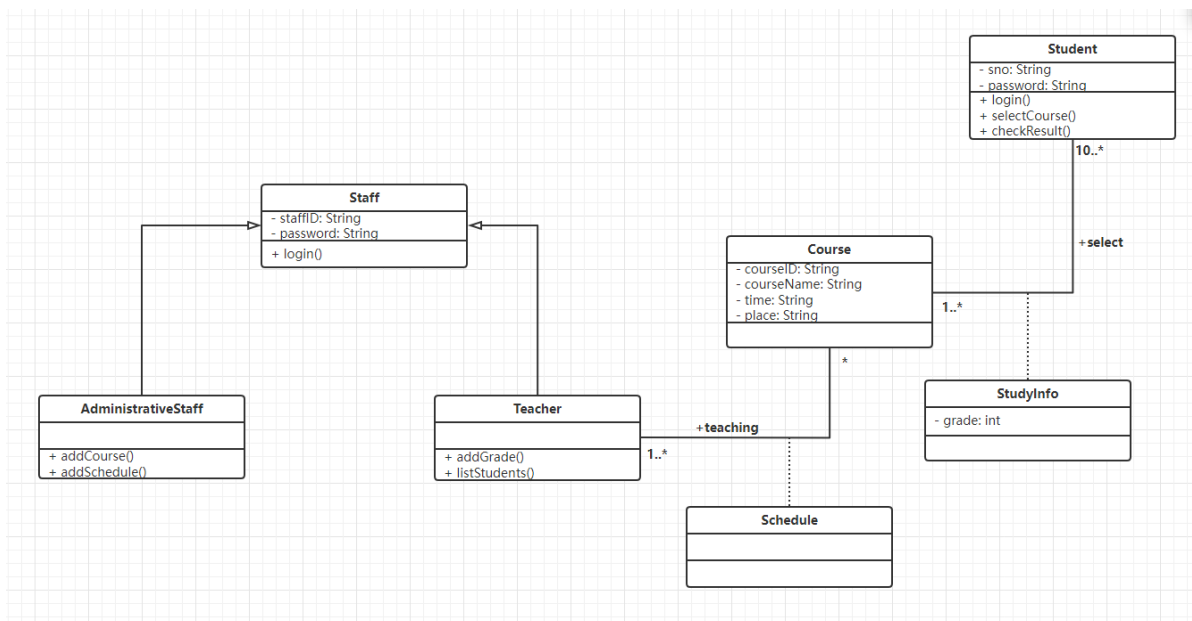 Student
- sno: String
- password: String
+ login()
+ selectCourse()
+ checkResult()
10..*
+select
Staff
- staffID: String
- password: String
+ login()
Course
- courseID: String
- courseName: String
- time: String
- place: String
1..*
*
AdministrativeStaff
+ addCourse()
+ addSchedule()
Teacher
+ addGrade()
+ listStudents()
+teaching
1..*
StudyInfo
- grade: int
Schedule